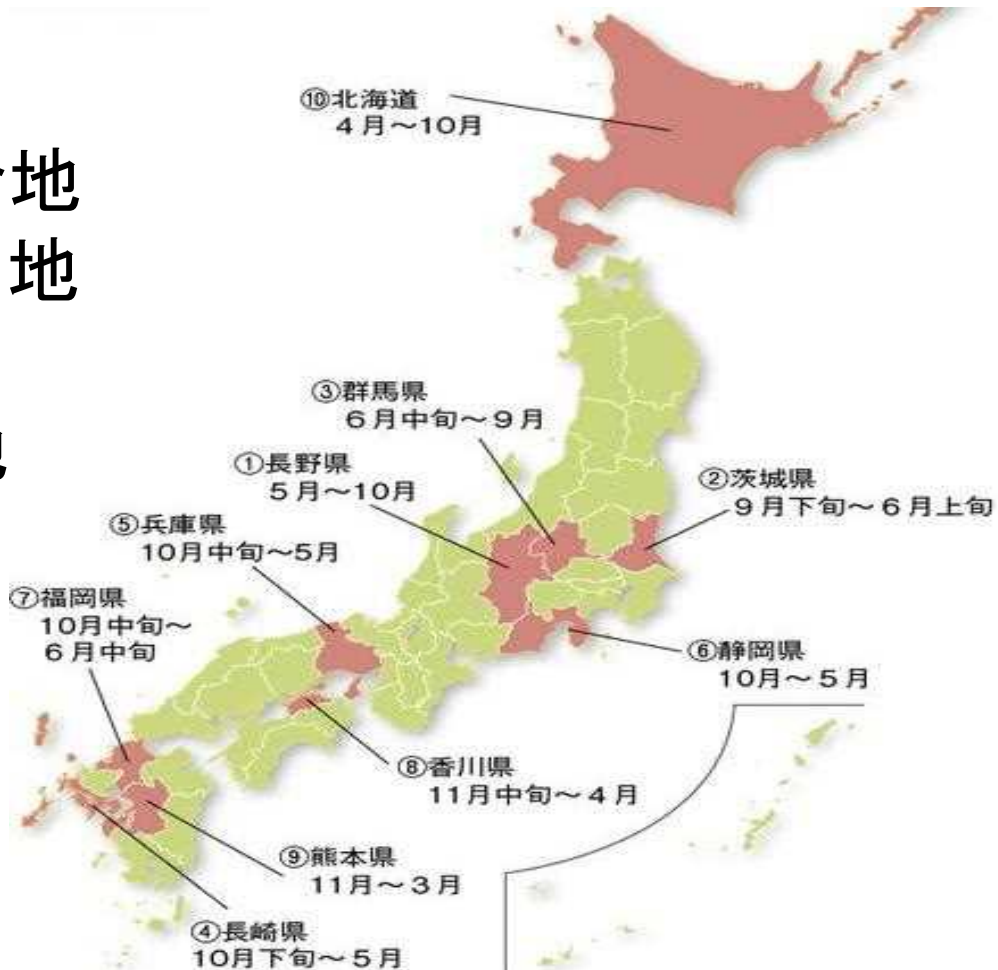 ⑩北海道
4月～10月
地
地
③群馬県
6月中旬～9月
①長野県
5月～10月
②茨城県
9月下旬～6月上旬
⑤兵庫県
10月中旬～5月
⑦福岡県
10月中旬～
6月中旬
⑥静岡県
10月～5月
⑧香川県
11月中旬～4月
⑨熊本県
11月～3月
④長崎県
10月下旬～5月